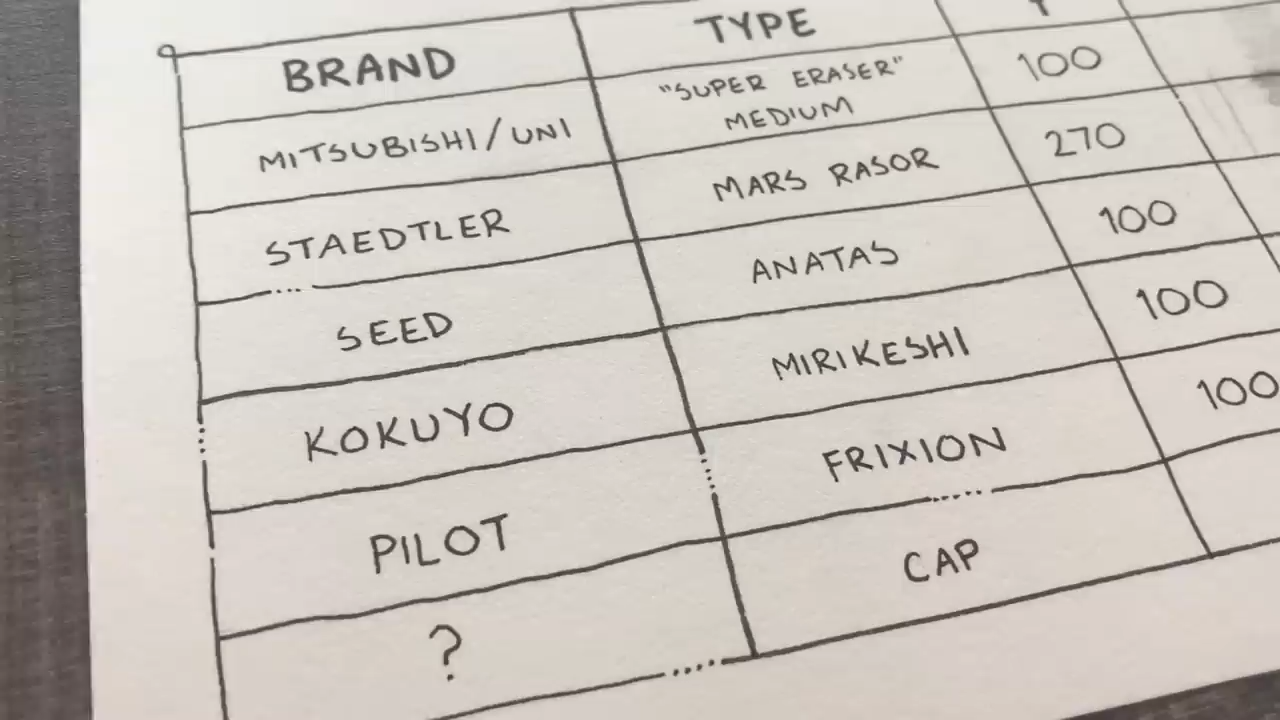 BRAND TYPE
MITSUBISHI/UNI "SUPER ERASER" MEDIUM 100
STAEDTLER MARS RASOR 270
SEED ANATAS 100
KOKUYO MIRIKESHI 100
PILOT FRIXION 100
? CAP